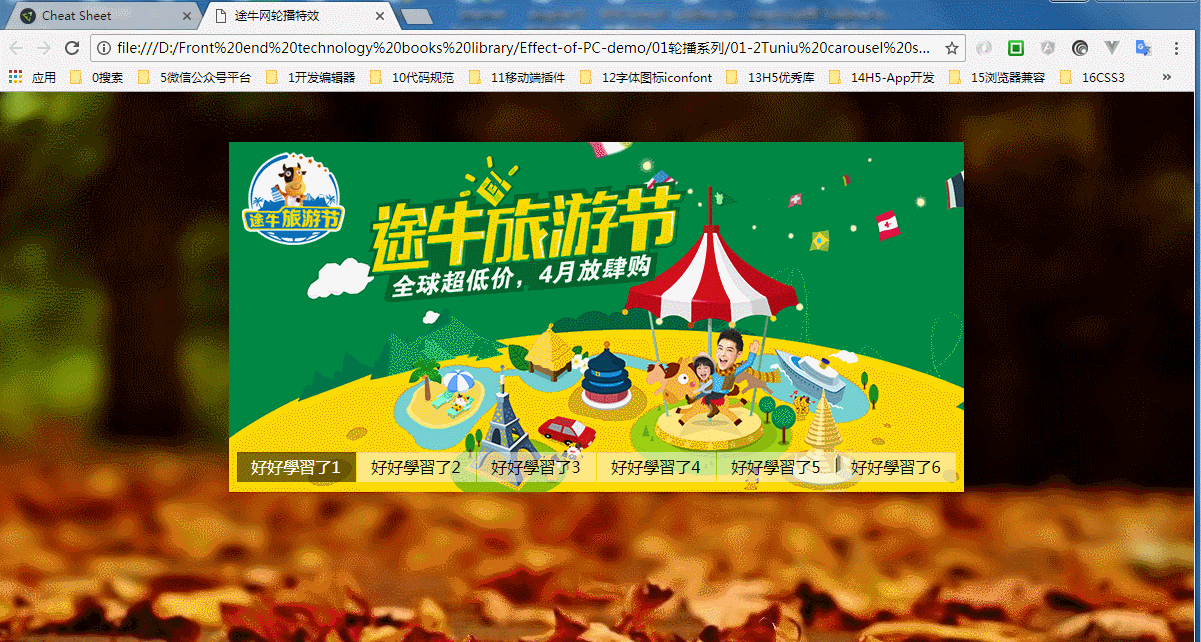 Cheat Sheet
途牛网轮播特效
file:///D:/Front%20end%20technology%20books%20library/Effect-of-PC-demo/01轮播系列/01-2Tuniu%20carousel%20s...
应用 0搜索 5微信公众号平台 1开发编辑器 10代码规范 11移动端插件 12字体图标iconfont 13H5优秀库 14H5-App开发 15浏览器兼容 16CSS3 »
途牛旅游节
途牛旅游节
全球超低价，4月放肆购
好好學習了1 好好學習了2 好好學習了3 好好學習了4 好好學習了5 好好學習了6